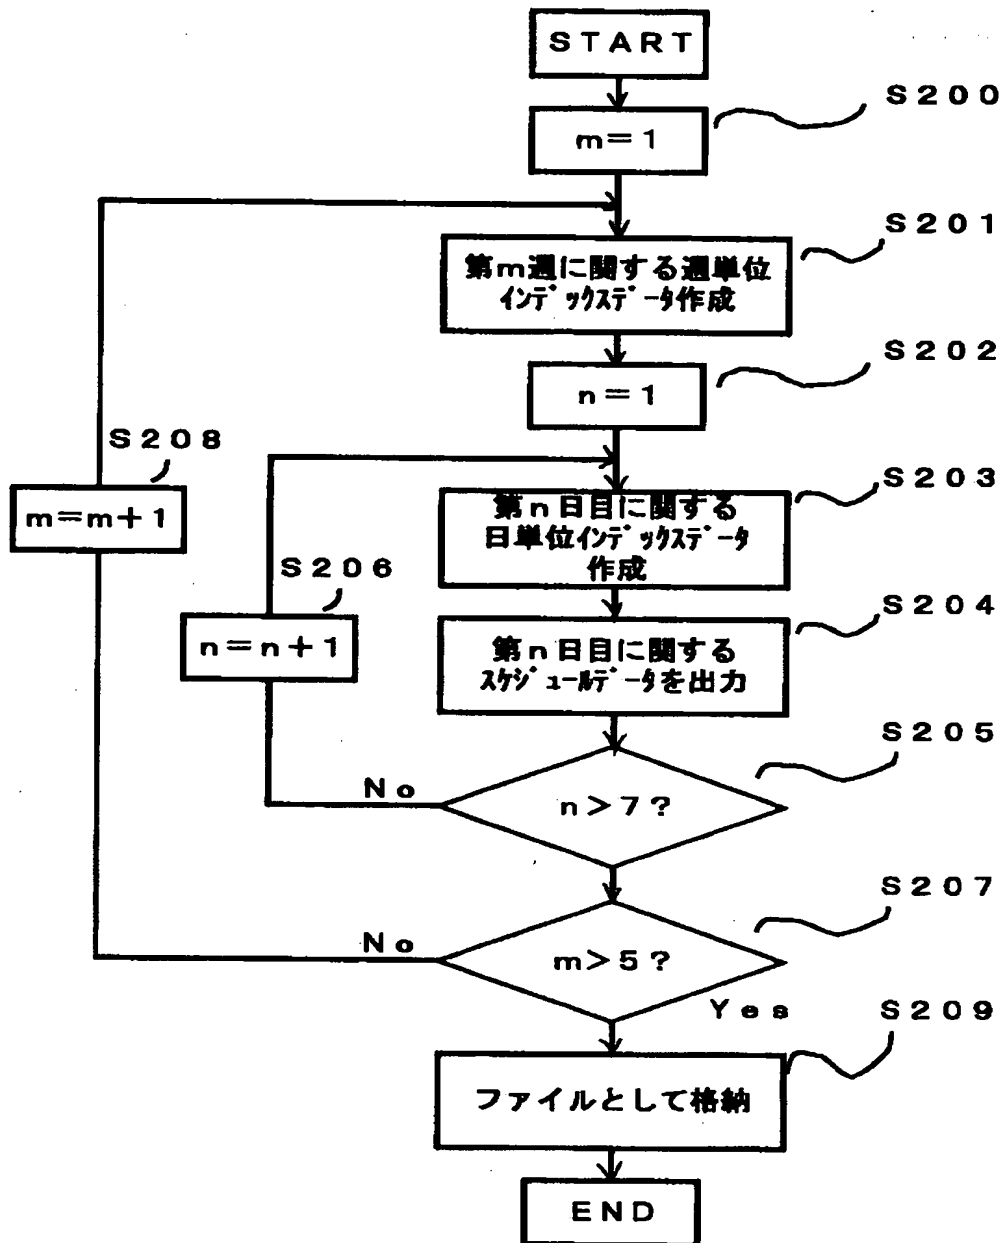 START
S200
m=1
S201
第m週に関する週単位
インデックスデータ作成
S202
n=1
S208
S203
m=m+1
第n日目に関する
日単位インデックスデータ
作成
S206
S204
n=n+1
第n日目に関する
スケジュールデータを出力
S205
No
n>7?
S207
No
m>5?
Yes
S209
ファイルとして格納
END